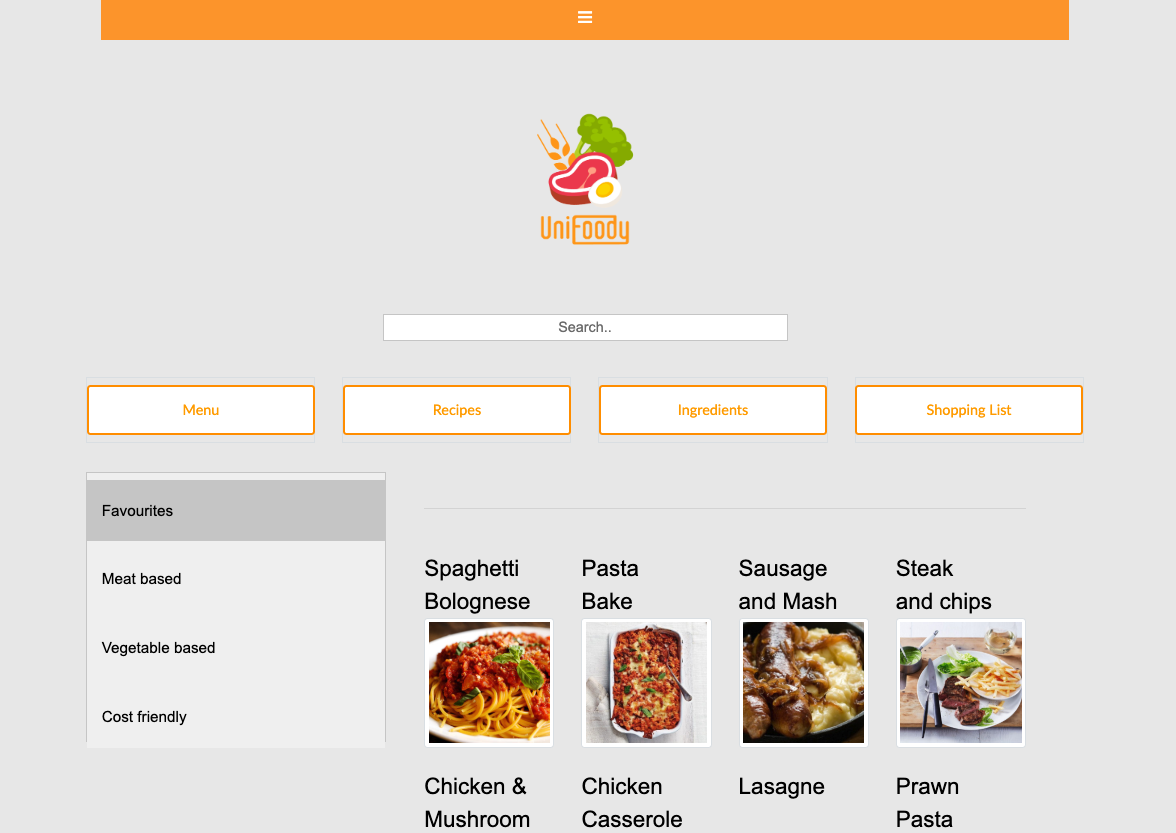 UniFoody
Search..
Menu
Recipes
Ingredients
Shopping List
Favourites
Meat based
Vegetable based
Cost friendly
Spaghetti
Bolognese
Pasta
Bake
Sausage
and Mash
Steak
and chips
Chicken &
Mushroom
Chicken
Casserole
Lasagne
Prawn
Pasta